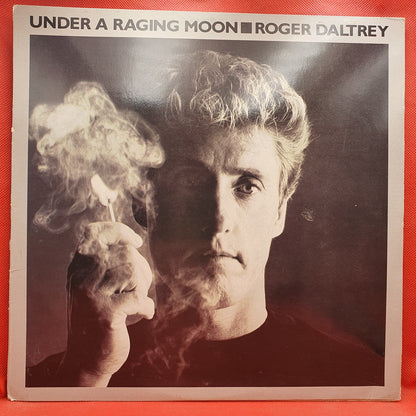 UNDER A RAGING MOON ■ ROGER DALTREY